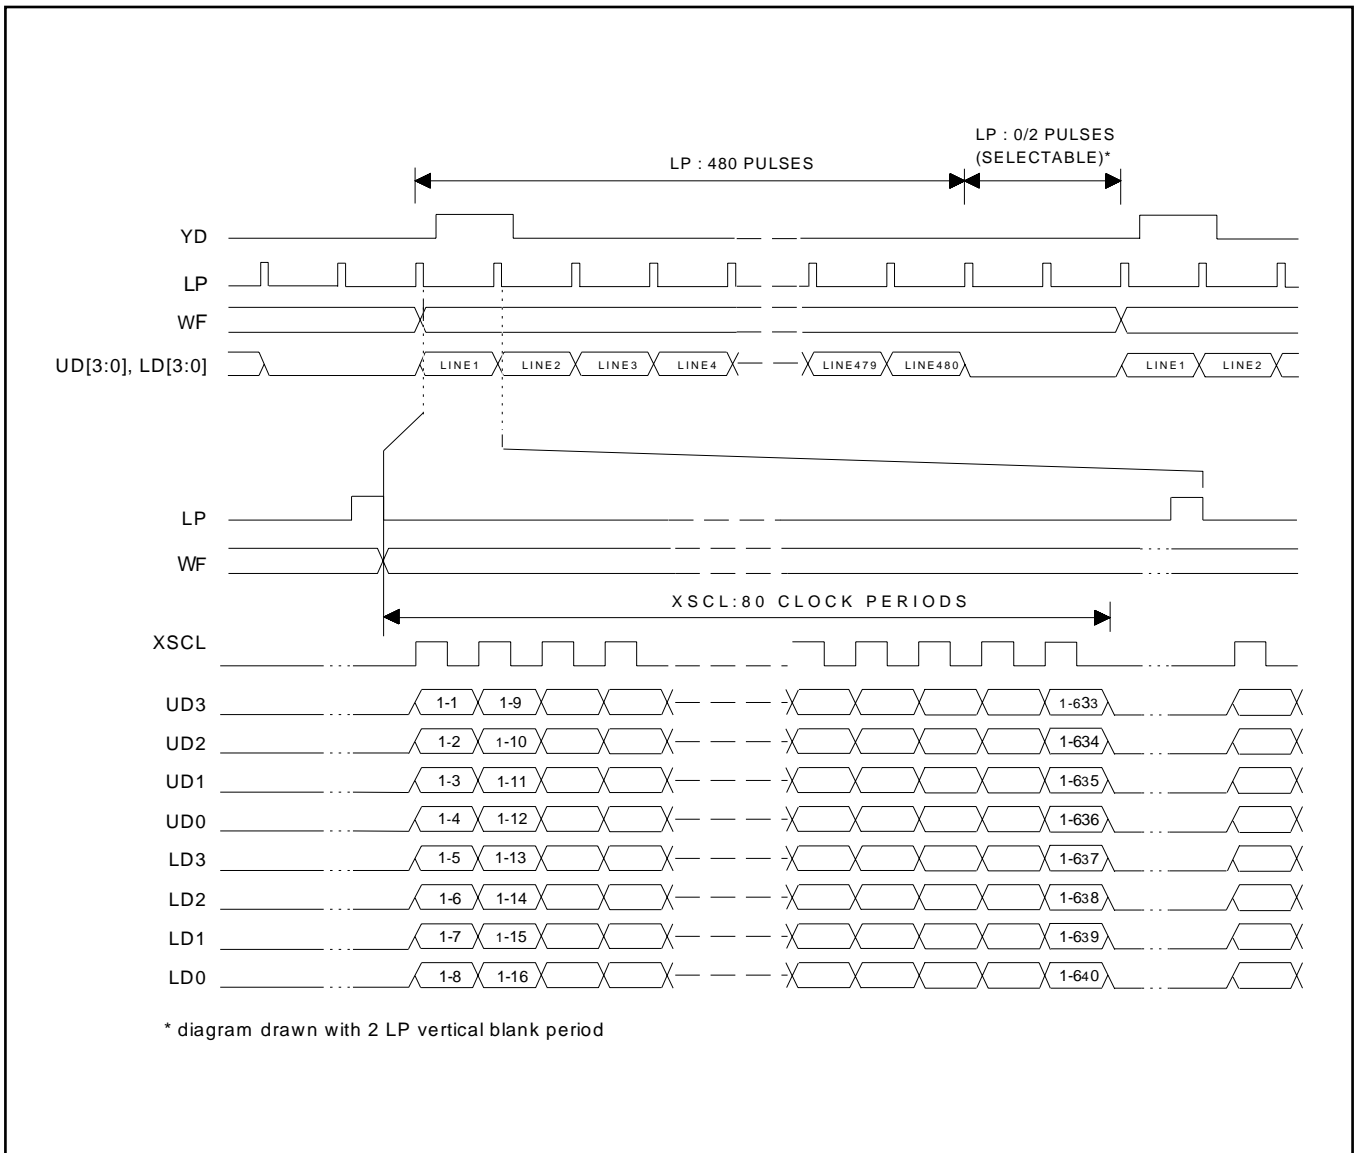 LP : 0/2 PULSES
(SELECTABLE)*
LP : 480 PULSES
YD
LP
WF
UD[3:0], LD[3:0] LINE1 LINE2 LINE3 LINE4 LINE479 LINE480 LINE1 LINE2
LP
WF
XSCL:80 CLOCK PERIODS
XSCL
UD3 1-1 1-9 1-633
UD2 1-2 1-10 1-634
UD1 1-3 1-11 1-635
UD0 1-4 1-12 1-636
LD3 1-5 1-13 1-637
LD2 1-6 1-14 1-638
LD1 1-7 1-15 1-639
LD0 1-8 1-16 1-640
* diagram drawn with 2 LP vertical blank period